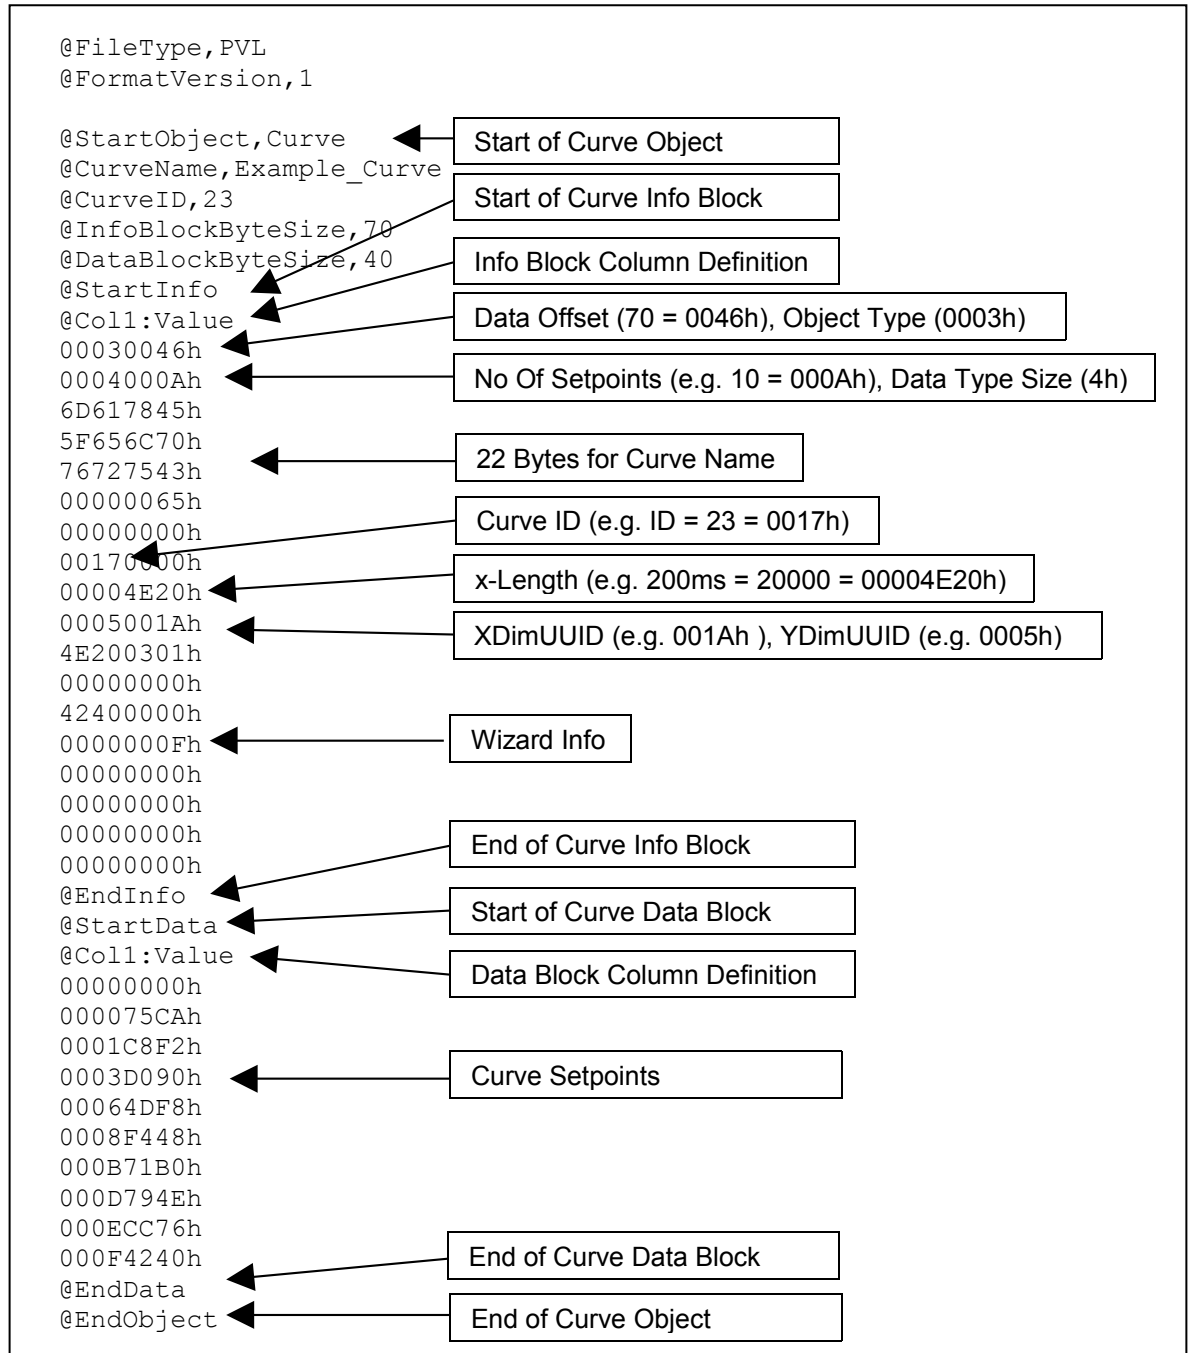 @FileType,PVL
@FormatVersion,1
@StartObject,Curve
Start of Curve Object
@CurveName,Example_Curve
@CurveID,23
Start of Curve Info Block
@InfoBlockByteSize,70
@DataBlockByteSize,40
Info Block Column Definition
@StartInfo
@Col1:Value
Data Offset (70 = 0046h), Object Type (0003h)
00030046h
0004000Ah
No Of Setpoints (e.g. 10 = 000Ah), Data Type Size (4h)
6D617845h
5F656C70h
76727543h
22 Bytes for Curve Name
00000065h
00000000h
Curve ID (e.g. ID = 23 = 0017h)
00170000h
00004E20h
x-Length (e.g. 200ms = 20000 = 00004E20h)
0005001Ah
XDimUUID (e.g. 001Ah ), YDimUUID (e.g. 0005h)
4E200301h
00000000h
42400000h
0000000Fh
Wizard Info
00000000h
00000000h
00000000h
End of Curve Info Block
00000000h
@EndInfo
@StartData
Start of Curve Data Block
@Col1:Value
Data Block Column Definition
00000000h
000075CAh
0001C8F2h
0003D090h
Curve Setpoints
00064DF8h
0008F448h
000B71B0h
000D794Eh
000ECC76h
000F4240h
End of Curve Data Block
@EndData
@EndObject
End of Curve Object